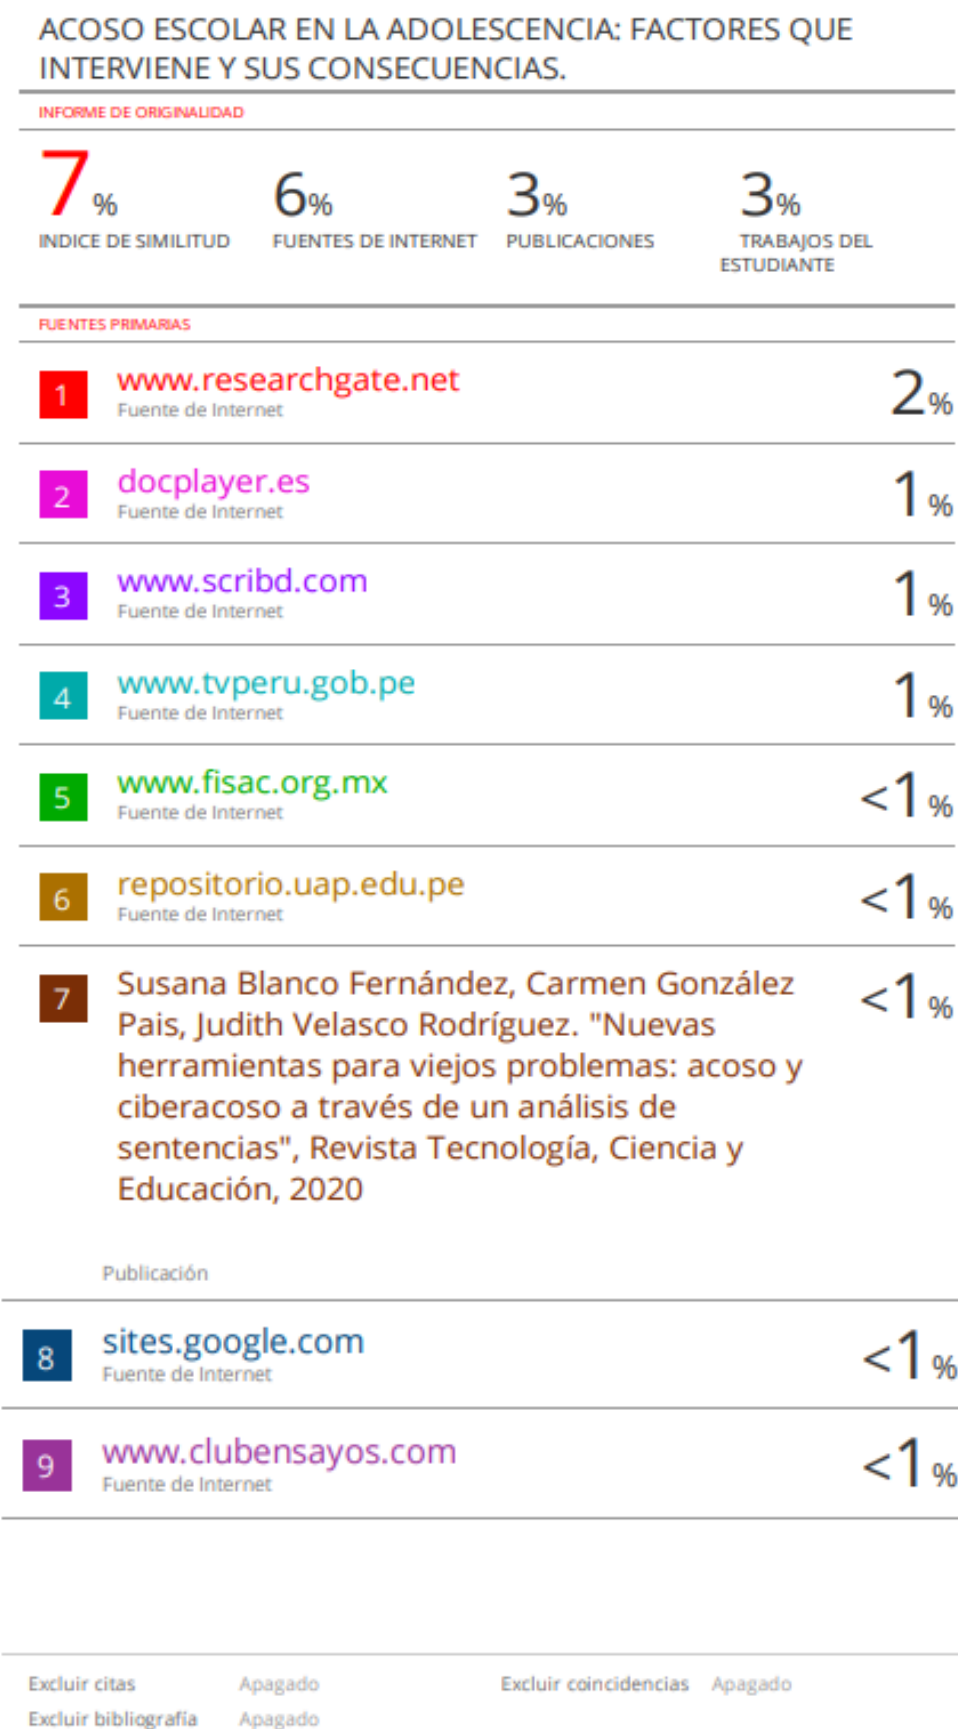 ACOSO ESCOLAR EN LA ADOLESCENCIA: FACTORES QUE
INTERVIENE Y SUS CONSECUENCIAS.
INFORME DE ORIGINALIDAD
7% 6% 3% 3%
INDICE DE SIMILITUD FUENTES DE INTERNET PUBLICACIONES TRABAJOS DEL
ESTUDIANTE
FUENTES PRIMARIAS
1 www.researchgate.net 2%
Fuente de Internet
2 docplayer.es 1%
Fuente de Internet
3 www.scribd.com 1%
Fuente de Internet
4 www.tvperu.gob.pe 1%
Fuente de Internet
5 www.fisac.org.mx <1%
Fuente de Internet
6 repositorio.uap.edu.pe <1%
Fuente de Internet
7 Susana Blanco Fernández, Carmen González <1%
Pais, Judith Velasco Rodríguez. "Nuevas
herramientas para viejos problemas: acoso y
ciberacoso a través de un análisis de
sentencias", Revista Tecnología, Ciencia y
Educación, 2020
Publicación
8 sites.google.com <1%
Fuente de Internet
9 www.clubensayos.com <1%
Fuente de Internet
Excluir citas Apagado Excluir coincidencias Apagado
Excluir bibliografía Apagado